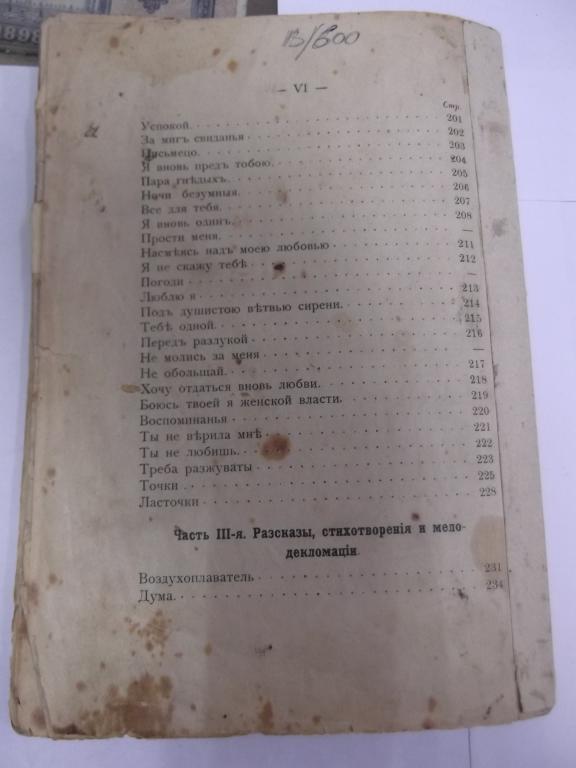 1898
В/600
— VI —
Стр.
Успокой. 201
За мигъ свиданья 202
Письмецо. 203
Я вновь предъ тобою. 204
Пара гнѣдыхъ. 205
Ночи безумныя. 206
Все для тебя. 207
Я вновь одинъ. 208
Прости меня. —
Насмѣясь надъ моею любовью 211
Я не скажу тебѣ 212
Погоди —
Люблю я 213
Подъ душистою вѣтвью сирени. 214
Тебѣ одной. 215
Передъ разлукой 216
Не молись за меня —
Не обольщай. 217
Хочу отдаться вновь любви. 218
Боюсь твоей я женской власти. 219
Воспоминанья 220
Ты не вѣрила мнѣ 221
Ты не любишь. 222
Треба разжуваты 223
Точки 225
Ласточки 228
Часть III-я. Разсказы, стихотворенія и мело-
декломаціи
Воздухоплаватель 231
Дума. 234